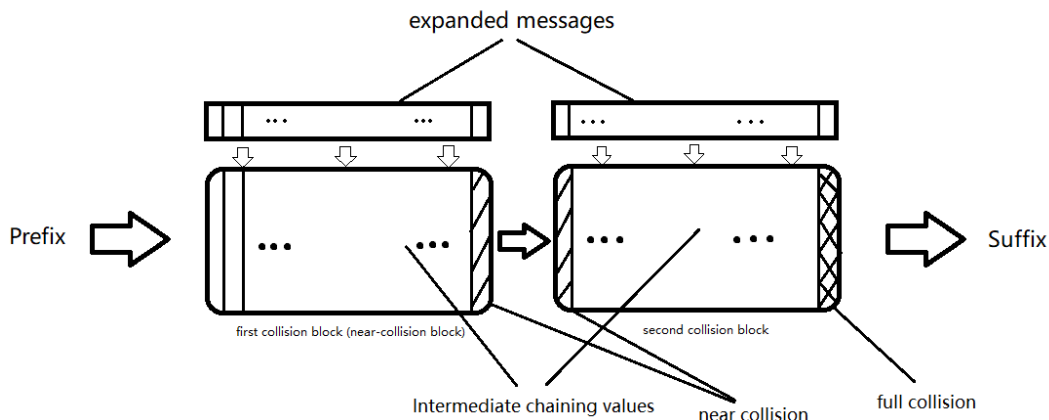 expanded messages
Prefix
Suffix
first collision block (near-collision block)
second collision block
Intermediate chaining values
near collision
full collision